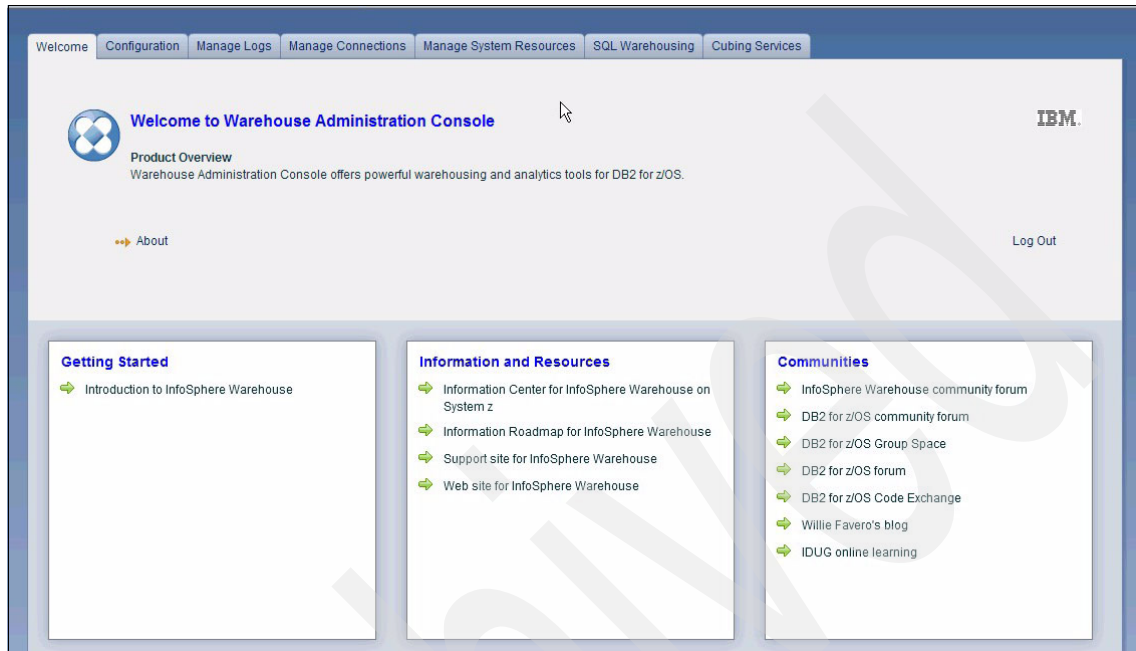 Welcome Configuration Manage Logs Manage Connections Manage System Resources SQL Warehousing Cubing Services
Welcome to Warehouse Administration Console
IBM.
Product Overview
Warehouse Administration Console offers powerful warehousing and analytics tools for DB2 for z/OS.
About
Log Out
Getting Started
Introduction to InfoSphere Warehouse
Information and Resources
Information Center for InfoSphere Warehouse on
System z
Information Roadmap for InfoSphere Warehouse
Support site for InfoSphere Warehouse
Web site for InfoSphere Warehouse
Communities
InfoSphere Warehouse community forum
DB2 for z/OS community forum
DB2 for z/OS Group Space
DB2 for z/OS forum
DB2 for z/OS Code Exchange
Willie Favero's blog
IDUG online learning